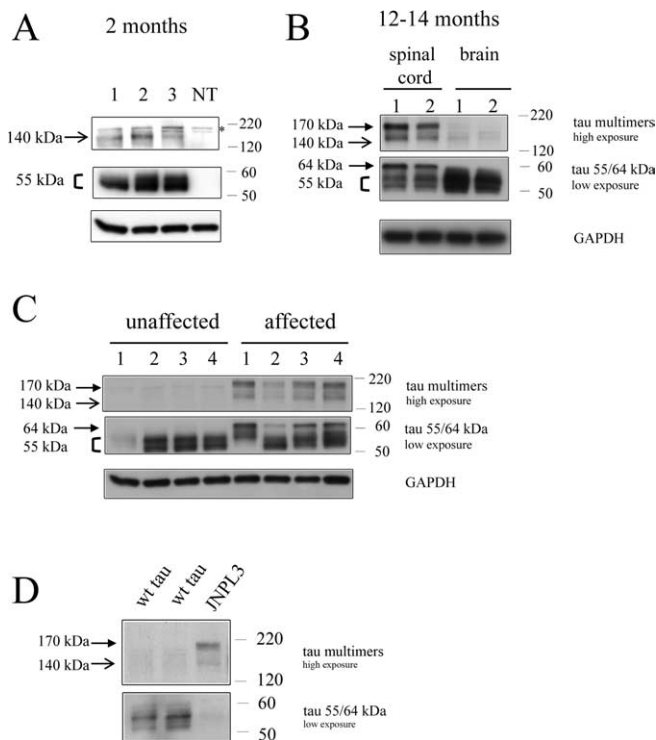 A
2 months
1 2 3 NT
220
*
140 kDa
120
55 kDa
60
50
B
12-14 months
spinal cord
brain
1 2 1 2
220
170 kDa
tau multimers
140 kDa
high exposure
120
64 kDa
60
tau 55/64 kDa
55 kDa
low exposure
50
GAPDH
C
unaffected affected
1 2 3 4 1 2 3 4
170 kDa
220
tau multimers
140 kDa
high exposure
120
64 kDa
60
tau 55/64 kDa
55 kDa
low exposure
50
GAPDH
D
wt tau wt tau JNPL3
170 kDa
220
tau multimers
140 kDa
high exposure
120
60
tau 55/64 kDa
low exposure
50